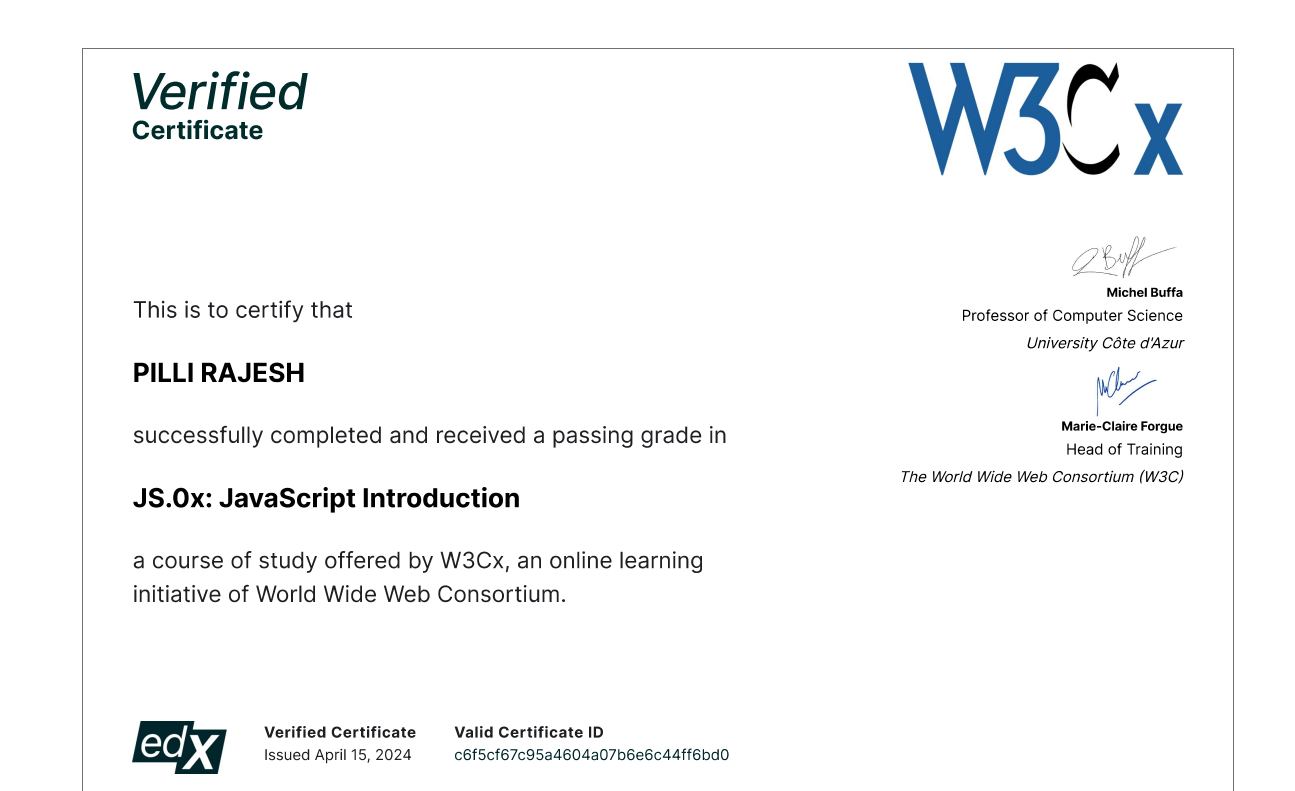 Verified
Certificate
W3Cx
This is to certify that
PILLI RAJESH
successfully completed and received a passing grade in
JS.0x: JavaScript Introduction
a course of study offered by W3Cx, an online learning
initiative of World Wide Web Consortium.
Michel Buffa
Professor of Computer Science
University Côte d'Azur
Marie-Claire Forgue
Head of Training
The World Wide Web Consortium (W3C)
edX
Verified Certificate
Issued April 15, 2024
Valid Certificate ID
c6f5cf67c95a4604a07b6e6c44ff6bd0